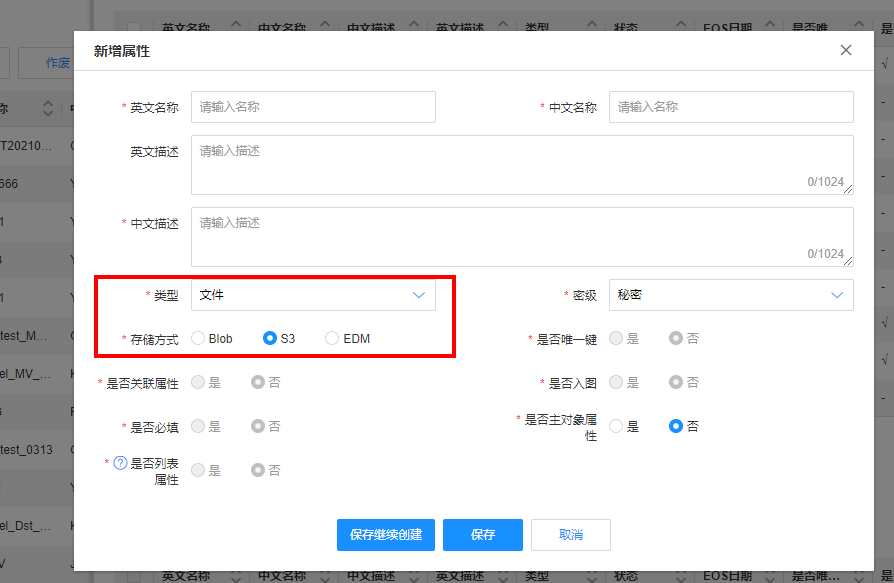 英文名称 中文名称 中文描述 英文描述 类型 状态 EOS日期 是否唯 是
新增属性
作废
* 英文名称 请输入名称 * 中文名称 请输入名称
称
T20210...
英文描述 请输入描述
0/1024
666
* 中文描述 请输入描述
0/1024
* 类型 文件 * 密级 秘密
test_M...
* 存储方式 Blob S3 EDM * 是否唯一键 是 否
el_MV_...
* 是否关联属性 是 否 * 是否入图 是 否
* 是否必填 是 否 * 是否主对象属性 是 否
test_0313
* ? 是否列表属性 是 否
el_Dst_...
保存继续创建 保存 取消
英文名称 中文名称 中文描述 英文描述 类型 状态 EOS日期 是否唯... 是